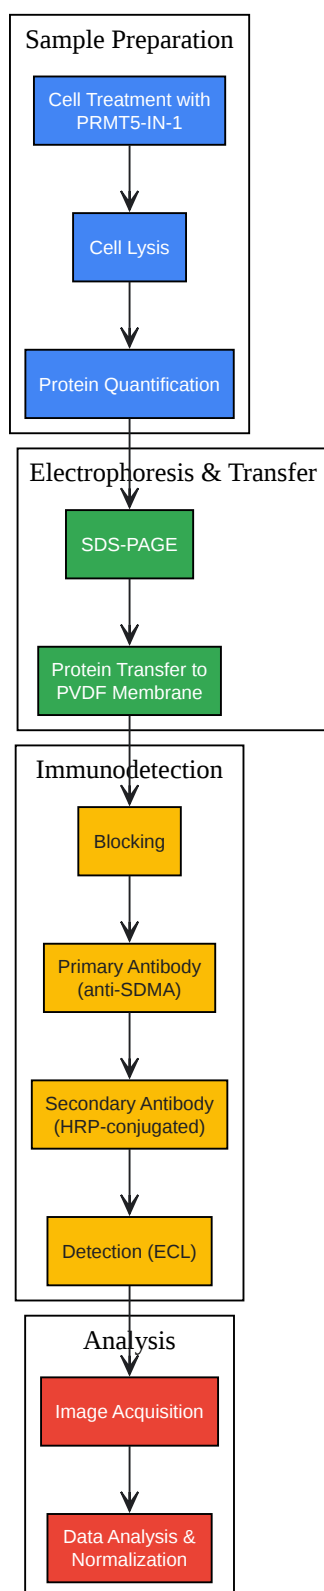 Sample Preparation
Cell Treatment with
PRMT5-IN-1
Cell Lysis
Protein Quantification
Electrophoresis & Transfer
SDS-PAGE
Protein Transfer to
PVDF Membrane
Immunodetection
Blocking
Primary Antibody
(anti-SDMA)
Secondary Antibody
(HRP-conjugated)
Detection (ECL)
Analysis
Image Acquisition
Data Analysis &
Normalization